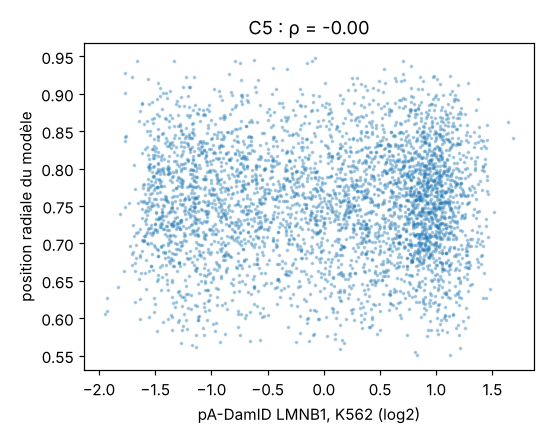 C5 : ρ = -0.00
position radiale du modèle
0.95
0.90
0.85
0.80
0.75
0.70
0.65
0.60
0.55
−2.0 −1.5 −1.0 −0.5 0.0 0.5 1.0 1.5
pA-DamID LMNB1, K562 (log2)